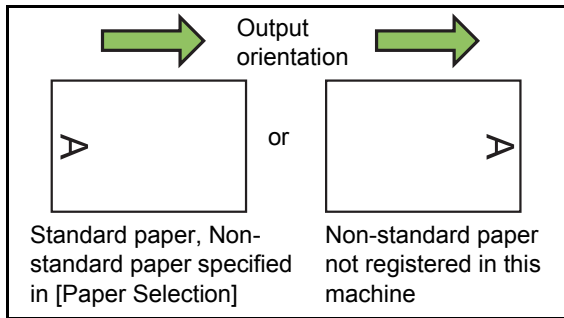 Output
orientation
A
or
A
Standard paper, Non-
standard paper specified
in [Paper Selection]
Non-standard paper
not registered in this
machine